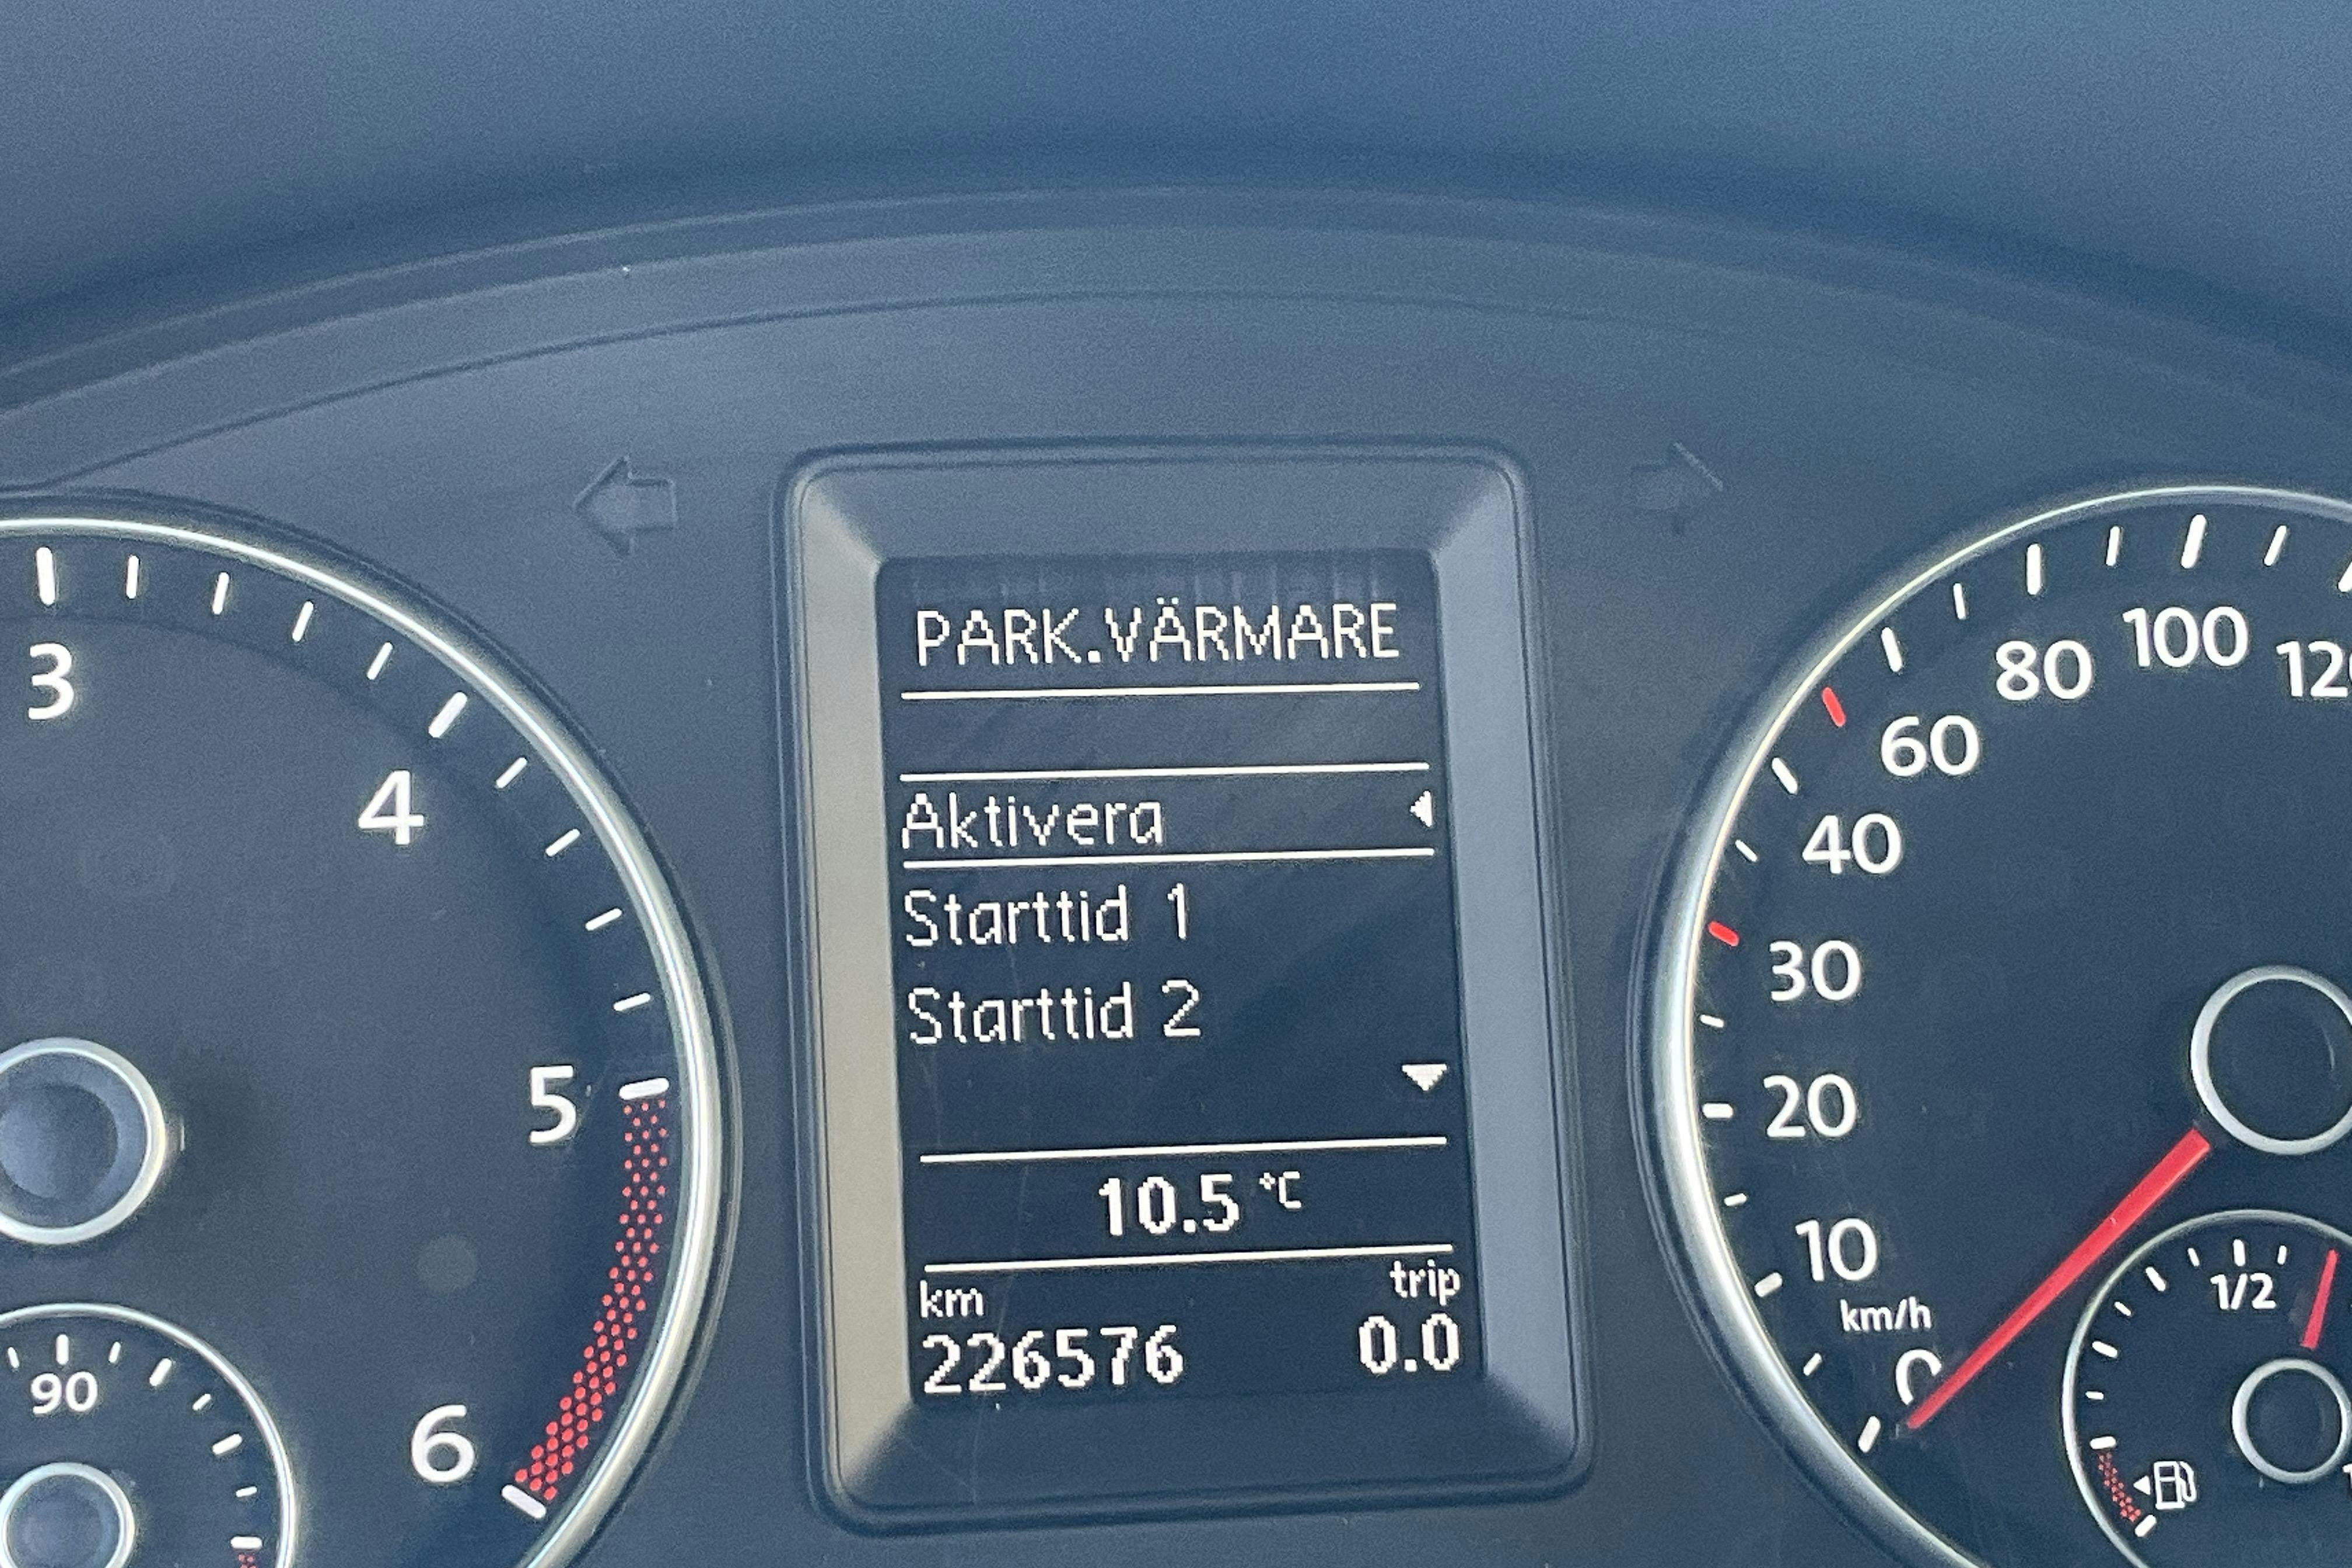 PARK.VÄRMARE
Aktivera
Starttid 1
Starttid 2
10.5 °C
km trip
226576 0.0
3
4
5
6
90
100
80
60
40
30
20
10
km/h
0
1/2